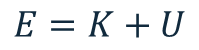 E = K + U